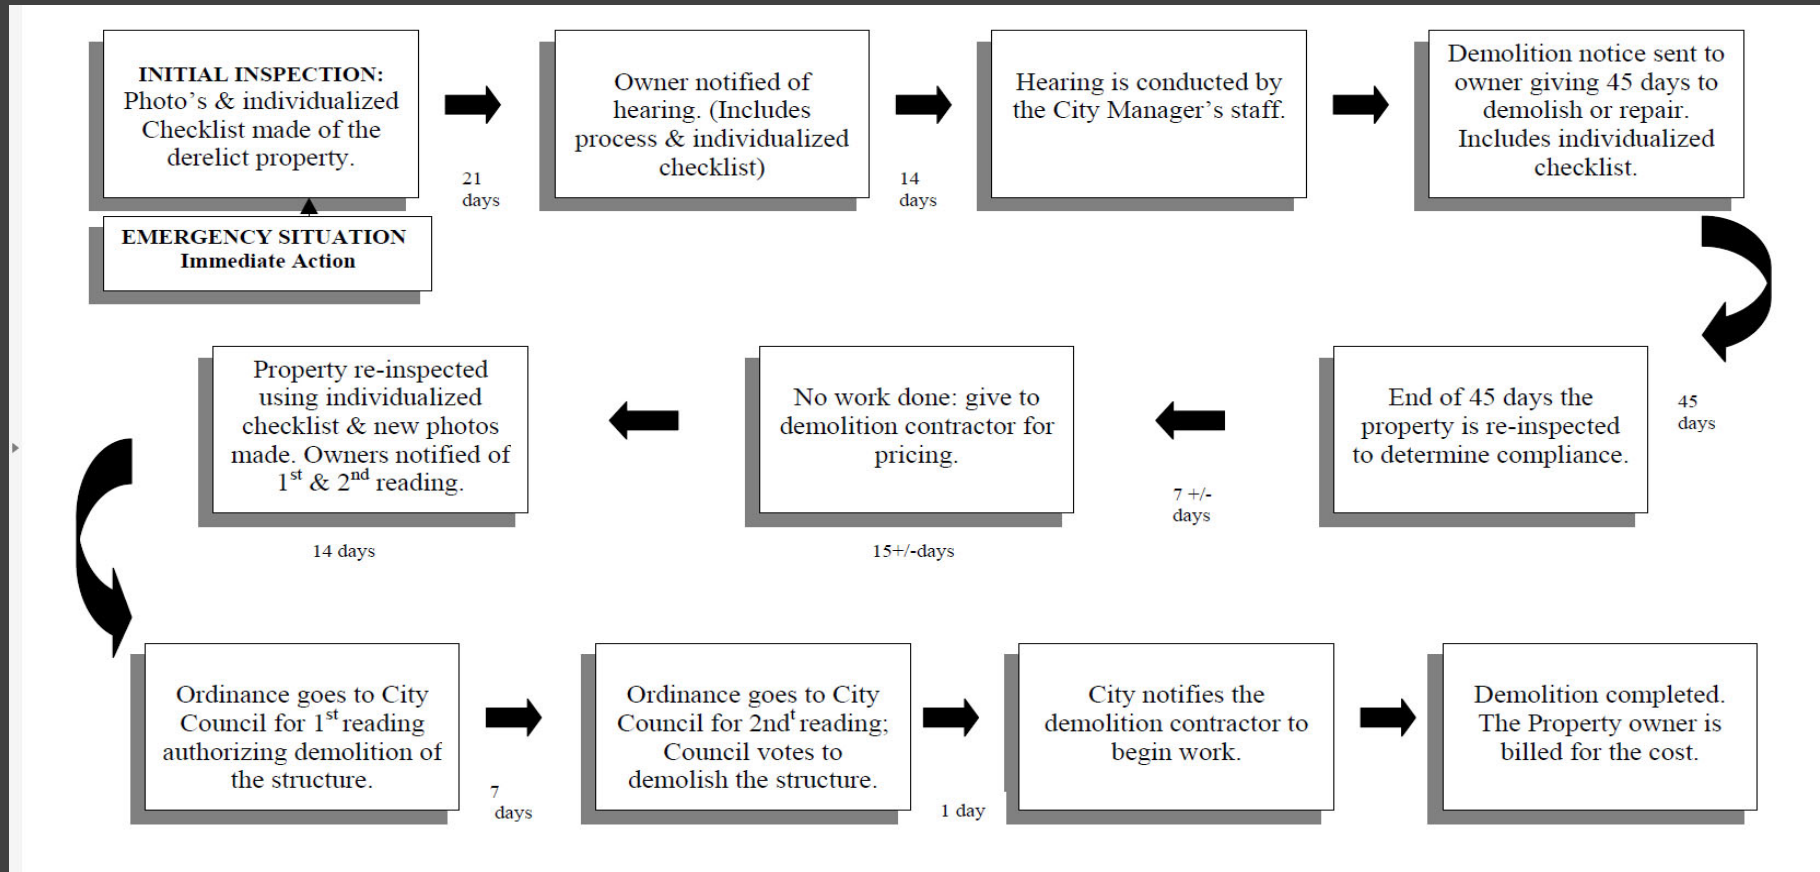 INITIAL INSPECTION:
Photo's & individualized
Checklist made of the
derelict property.
21
days
Owner notified of
hearing. (Includes
process & individualized
checklist)
14
days
Hearing is conducted by
the City Manager's staff.
Demolition notice sent to
owner giving 45 days to
demolish or repair.
Includes individualized
checklist.
EMERGENCY SITUATION
Immediate Action
45
days
End of 45 days the
property is re-inspected
to determine compliance.
7 +/-
days
No work done: give to
demolition contractor for
pricing.
15+/-days
Property re-inspected
using individualized
checklist & new photos
made. Owners notified of
1st & 2nd reading.
14 days
Ordinance goes to City
Council for 1st reading
authorizing demolition of
the structure.
7
days
Ordinance goes to City
Council for 2ndt reading;
Council votes to
demolish the structure.
1 day
City notifies the
demolition contractor to
begin work.
Demolition completed.
The Property owner is
billed for the cost.